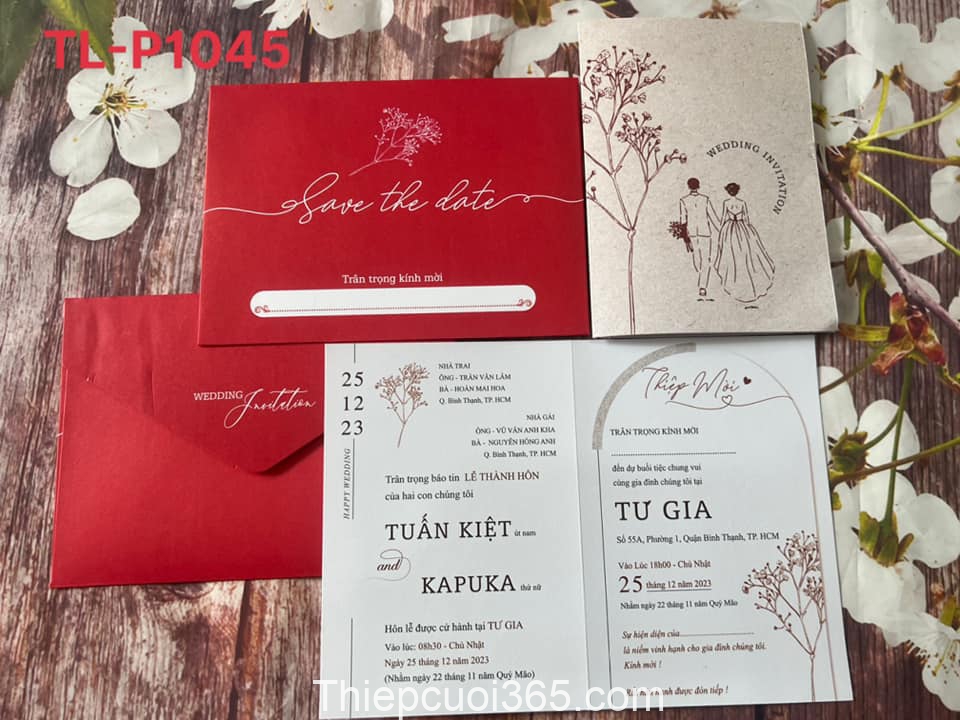 TL-P1045
Save the date
Trân trọng kính mời
WEDDING INVITATION
WEDDING
Invitation
25
12
23
HAPPY WEDDING
NHÀ TRAI
ÔNG - TRẦN VĂN LÂM
BÀ - HOÀN MAI HOA
Q. Bình Thạnh, TP. HCM
NHÀ GÁI
ÔNG - VŨ VĂN ANH KHA
BÀ - NGUYỄN HỒNG ANH
Q. Bình Thạnh, TP. HCM
Trân trọng báo tin LỄ THÀNH HÔN
của hai con chúng tôi
TUẤN KIỆT út nam
and
KAPUKA thứ nữ
Hôn lễ được cử hành tại TƯ GIA
Vào lúc: 08h30 - Chủ Nhật
Ngày 25 tháng 12 năm 2023
(Nhằm ngày 22 tháng 11 năm Quý Mão)
Thiệp Mời
TRÂN TRỌNG KÍNH MỜI
đến dự buổi tiệc chung vui
cùng gia đình chúng tôi tại
TƯ GIA
Số 55A, Phường 1, Quận Bình Thạnh, TP. HCM
Vào Lúc 18h00 - Chủ Nhật
25 tháng 12 năm 2023
Nhằm ngày 22 tháng 11 năm Quý Mão
Sự hiện diện của
là niềm vinh hạnh cho gia đình chúng tôi.
Kính mời !
hạnh được đón tiếp !
Thiepcuoi365.com